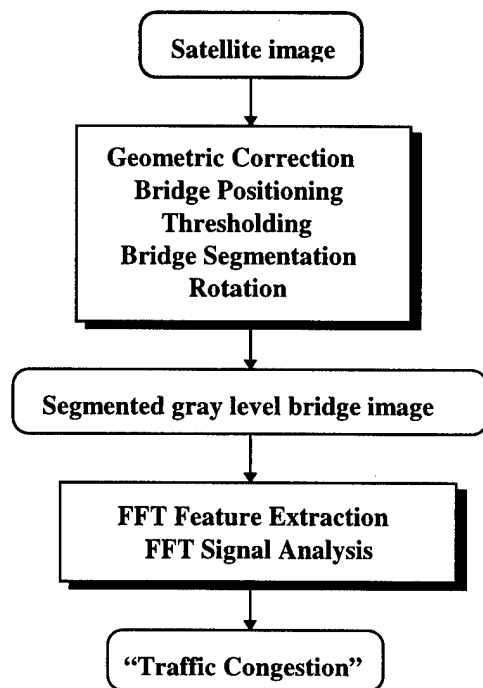 Satellite image
Geometric Correction
Bridge Positioning
Thresholding
Bridge Segmentation
Rotation
Segmented gray level bridge image
FFT Feature Extraction
FFT Signal Analysis
“Traffic Congestion”